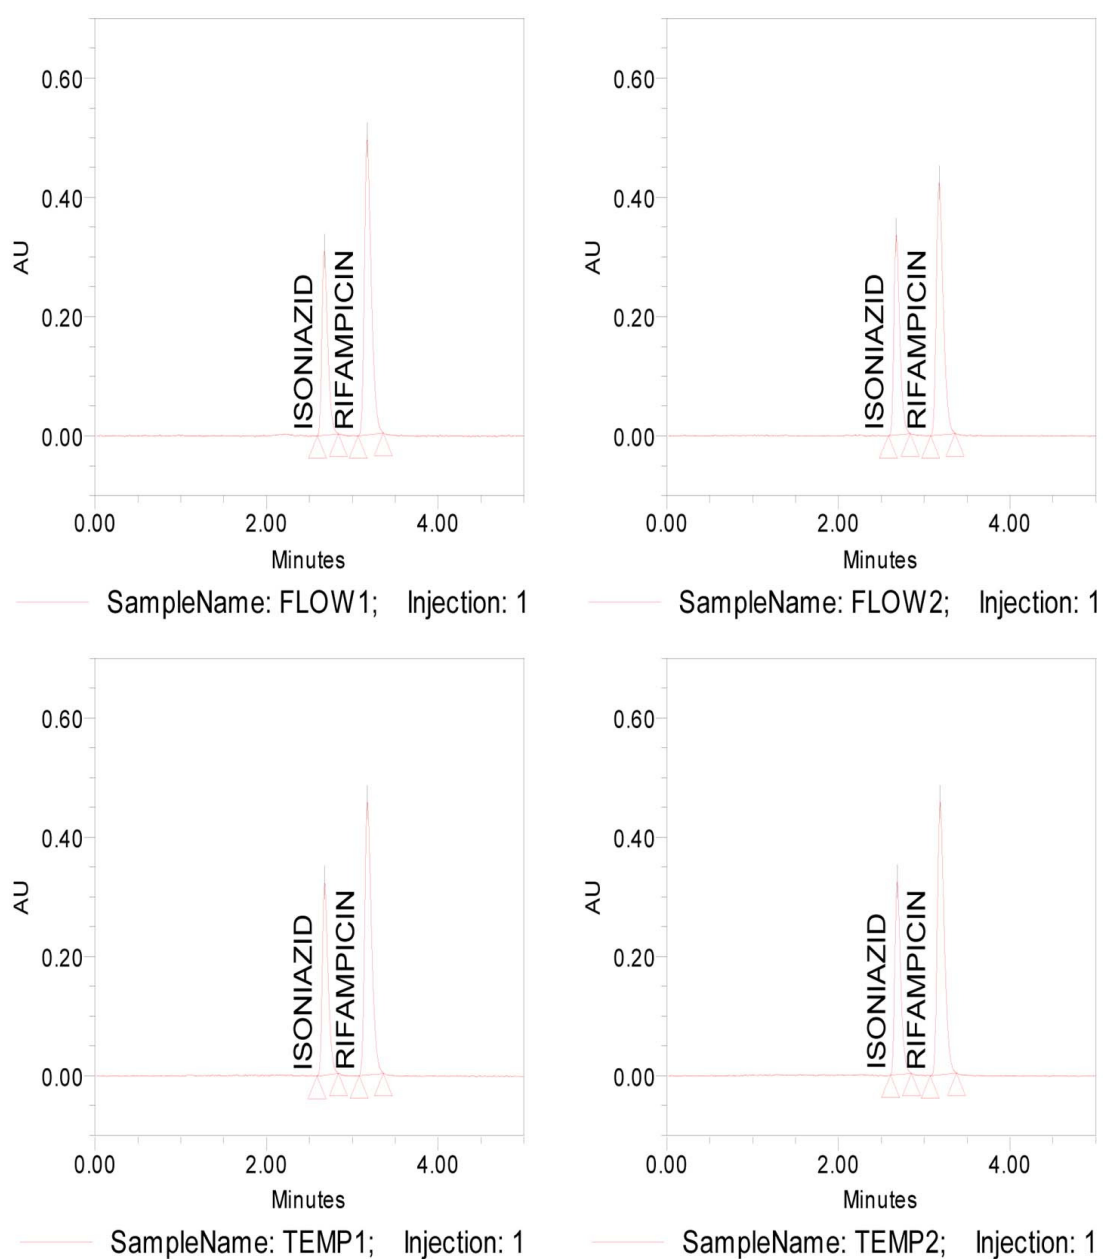 0.60
0.40
0.20
0.00
AU
ISONIAZID
RIFAMPICIN
0.00 2.00 4.00
Minutes
SampleName: FLOW1; Injection: 1
0.60
0.40
0.20
0.00
AU
ISONIAZID
RIFAMPICIN
0.00 2.00 4.00
Minutes
SampleName: FLOW2; Injection: 1
0.60
0.40
0.20
0.00
AU
ISONIAZID
RIFAMPICIN
0.00 2.00 4.00
Minutes
SampleName: TEMP1; Injection: 1
0.60
0.40
0.20
0.00
AU
ISONIAZID
RIFAMPICIN
0.00 2.00 4.00
Minutes
SampleName: TEMP2; Injection: 1